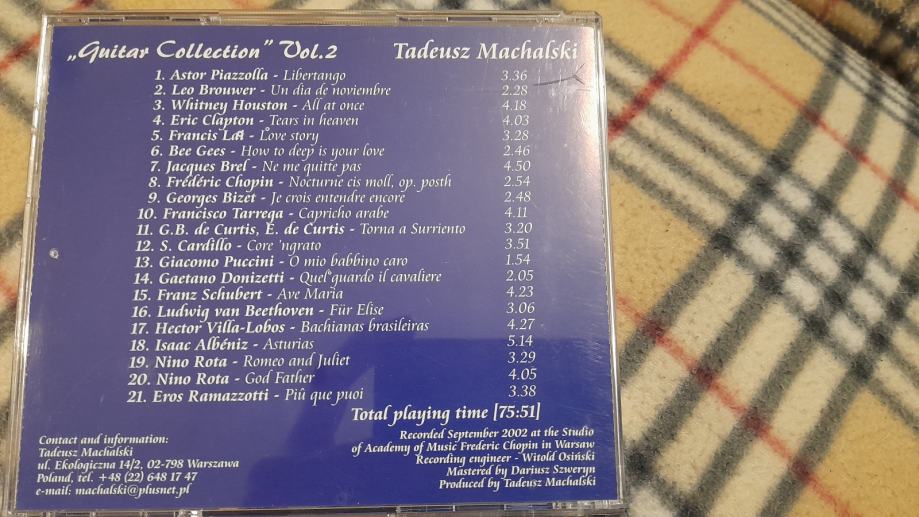 „Guitar Collection” Vol.2 Tadeusz Machalski
1. Astor Piazzolla - Libertango 3.36
2. Leo Brouwer - Un dia de noviembre 2.28
3. Whitney Houston - All at once 4.18
4. Eric Clapton - Tears in heaven 4.03
5. Francis Lai - Love story 3.28
6. Bee Gees - How to deep is your love 2.46
7. Jacques Brel - Ne me quitte pas 4.50
8. Frédéric Chopin - Nocturne cis moll, op. posth 2.54
9. Georges Bizet - Je crois entendre encore 2.48
10. Francisco Tarrega - Capricho arabe 4.11
11. G.B. de Curtis, E. de Curtis - Torna a Surriento 3.20
12. S. Cardillo - Core 'ngrato 3.51
13. Giacomo Puccini - O mio babbino caro 1.54
14. Gaetano Donizetti - Quel guardo il cavaliere 2.05
15. Franz Schubert - Ave Maria 4.23
16. Ludwig van Beethoven - Für Elise 3.06
17. Hector Villa-Lobos - Bachianas brasileiras 4.27
18. Isaac Albéniz - Asturias 5.14
19. Nino Rota - Romeo and Juliet 3.29
20. Nino Rota - God Father 4.05
21. Eros Ramazzotti - Piû que puoi 3.38
Total playing time [75:51]
Contact and information:
Tadeusz Machalski
ul. Ekologiczna 14/2, 02-798 Warszawa
Poland, tel. +48 (22) 648 17 47
e-mail: machalski@plusnet.pl
Recorded September 2002 at the Studio
of Academy of Music Frederic Chopin in Warsaw
Recording engineer - Witold Osiński
Mastered by Dariusz Szweryn
Produced by Tadeusz Machalski